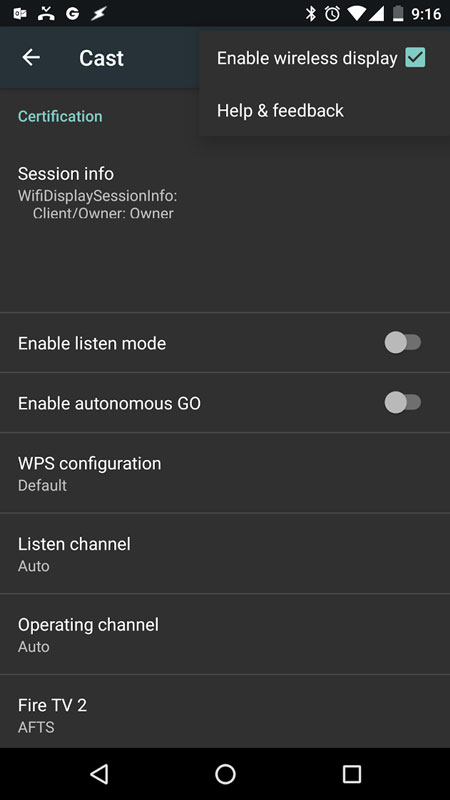 9:16
Cast
Enable wireless display
Help & feedback
Certification
Session info
WifiDisplaySessionInfo:
Client/Owner: Owner
Enable listen mode
Enable autonomous GO
WPS configuration
Default
Listen channel
Auto
Operating channel
Auto
Fire TV 2
AFTS